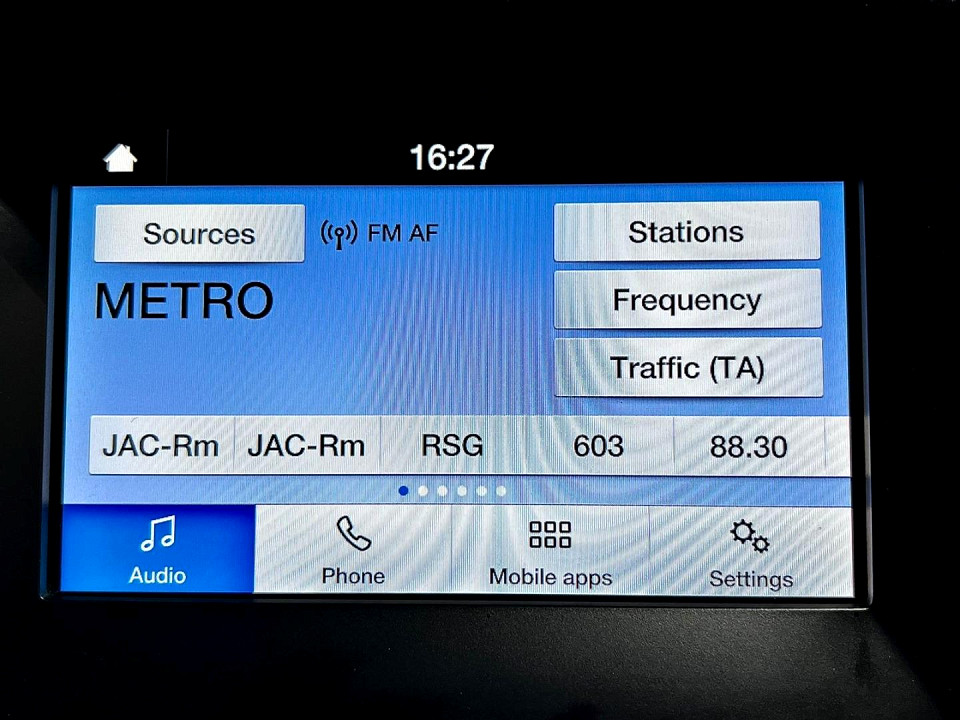 16:27
Sources FM AF Stations
METRO
Frequency
Traffic (TA)
JAC-Rm JAC-Rm RSG 603 88.30
Audio Phone Mobile apps Settings